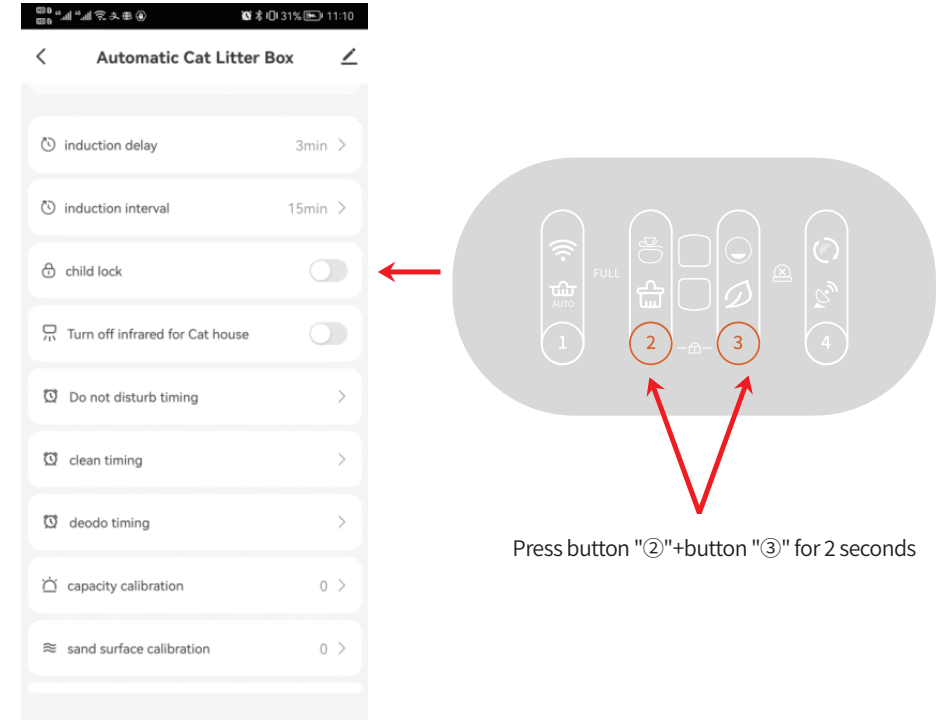 31% 11:10
Automatic Cat Litter Box
induction delay 3min
induction interval 15min
child lock
Turn off infrared for Cat house
Do not disturb timing
clean timing
deodo timing
capacity calibration 0
sand surface calibration 0
FULL
AUTO
1 2 3 4
Press button "②"+button "③" for 2 seconds